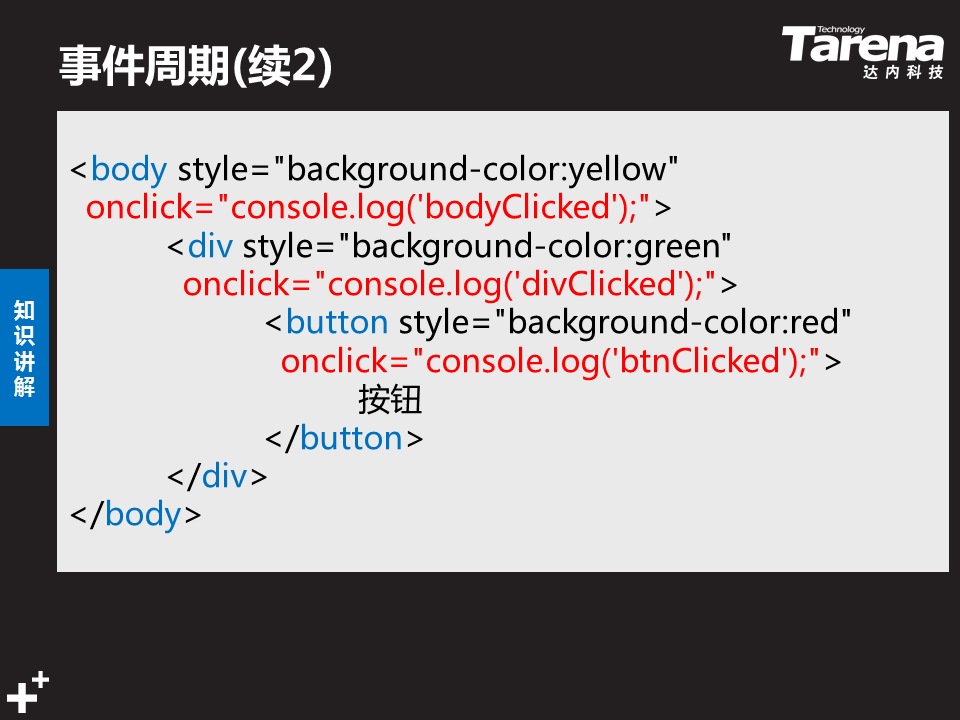 事件周期(续2)
Technology
Tarena
达内科技
<body style="background-color:yellow"
onclick="console.log('bodyClicked');">
<div style="background-color:green"
onclick="console.log('divClicked');">
<button style="background-color:red"
onclick="console.log('btnClicked');">
按钮
</button>
</div>
</body>
知识讲解